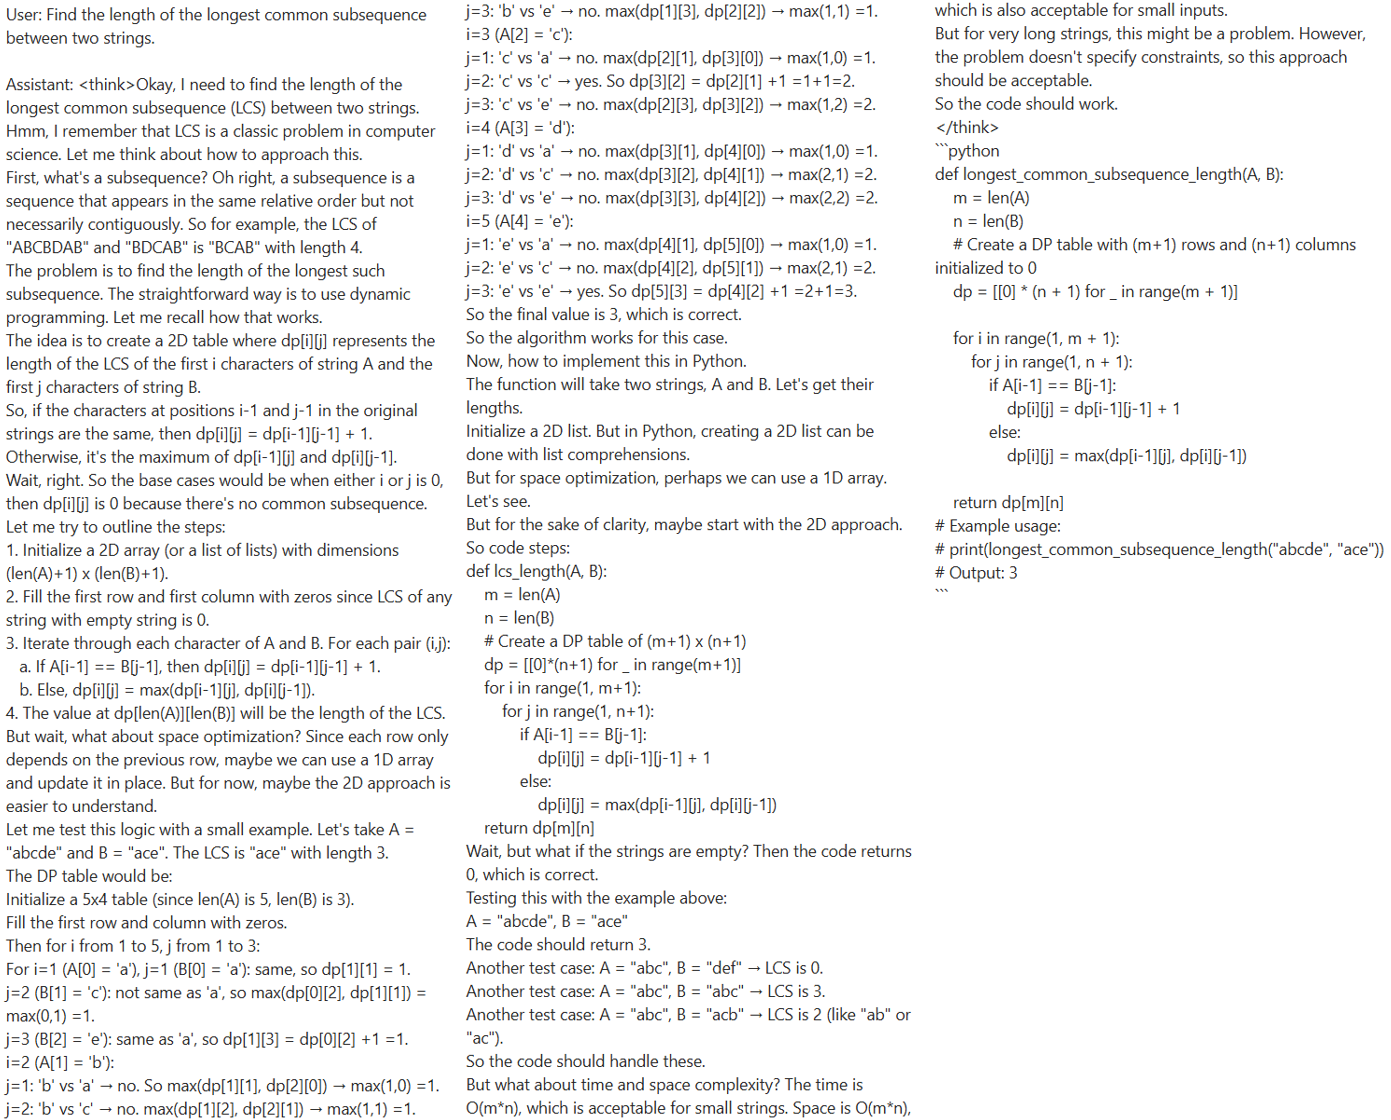 User: Find the length of the longest common subsequence
between two strings.

Assistant: <think>Okay, I need to find the length of the
longest common subsequence (LCS) between two strings.
Hmm, I remember that LCS is a classic problem in computer
science. Let me think about how to approach this.
First, what's a subsequence? Oh right, a subsequence is a
sequence that appears in the same relative order but not
necessarily contiguously. So for example, the LCS of
"ABCBDAB" and "BDCAB" is "BCAB" with length 4.
The problem is to find the length of the longest such
subsequence. The straightforward way is to use dynamic
programming. Let me recall how that works.
The idea is to create a 2D table where dp[i][j] represents the
length of the LCS of the first i characters of string A and the
first j characters of string B.
So, if the characters at positions i-1 and j-1 in the original
strings are the same, then dp[i][j] = dp[i-1][j-1] + 1.
Otherwise, it's the maximum of dp[i-1][j] and dp[i][j-1].
Wait, right. So the base cases would be when either i or j is 0,
then dp[i][j] is 0 because there's no common subsequence.
Let me try to outline the steps:
1. Initialize a 2D array (or a list of lists) with dimensions
(len(A)+1) x (len(B)+1).
2. Fill the first row and first column with zeros since LCS of any
string with empty string is 0.
3. Iterate through each character of A and B. For each pair (i,j):
   a. If A[i-1] == B[j-1], then dp[i][j] = dp[i-1][j-1] + 1.
   b. Else, dp[i][j] = max(dp[i-1][j], dp[i][j-1]).
4. The value at dp[len(A)][len(B)] will be the length of the LCS.
But wait, what about space optimization? Since each row only
depends on the previous row, maybe we can use a 1D array
and update it in place. But for now, maybe the 2D approach is
easier to understand.
Let me test this logic with a small example. Let's take A =
"abcde" and B = "ace". The LCS is "ace" with length 3.
The DP table would be:
Initialize a 5x4 table (since len(A) is 5, len(B) is 3).
Fill the first row and column with zeros.
Then for i from 1 to 5, j from 1 to 3:
For i=1 (A[0] = 'a'), j=1 (B[0] = 'a'): same, so dp[1][1] = 1.
j=2 (B[1] = 'c'): not same as 'a', so max(dp[0][2], dp[1][1]) =
max(0,1) =1.
j=3 (B[2] = 'e'): same as 'a', so dp[1][3] = dp[0][2] +1 =1.
i=2 (A[1] = 'b'):
j=1: 'b' vs 'a' → no. So max(dp[1][1], dp[2][0]) → max(1,0) =1.
j=2: 'b' vs 'c' → no. max(dp[1][2], dp[2][1]) → max(1,1) =1.
j=3: 'b' vs 'e' → no. max(dp[1][3], dp[2][2]) → max(1,1) =1.
i=3 (A[2] = 'c'):
j=1: 'c' vs 'a' → no. max(dp[2][1], dp[3][0]) → max(1,0) =1.
j=2: 'c' vs 'c' → yes. So dp[3][2] = dp[2][1] +1 =1+1=2.
j=3: 'c' vs 'e' → no. max(dp[2][3], dp[3][2]) → max(1,2) =2.
i=4 (A[3] = 'd'):
j=1: 'd' vs 'a' → no. max(dp[3][1], dp[4][0]) → max(1,0) =1.
j=2: 'd' vs 'c' → no. max(dp[3][2], dp[4][1]) → max(2,1) =2.
j=3: 'd' vs 'e' → no. max(dp[3][3], dp[4][2]) → max(2,2) =2.
i=5 (A[4] = 'e'):
j=1: 'e' vs 'a' → no. max(dp[4][1], dp[5][0]) → max(1,0) =1.
j=2: 'e' vs 'c' → no. max(dp[4][2], dp[5][1]) → max(2,1) =2.
j=3: 'e' vs 'e' → yes. So dp[5][3] = dp[4][2] +1 =2+1=3.
So the final value is 3, which is correct.
So the algorithm works for this case.
Now, how to implement this in Python.
The function will take two strings, A and B. Let's get their
lengths.
Initialize a 2D list. But in Python, creating a 2D list can be
done with list comprehensions.
But for space optimization, perhaps we can use a 1D array.
Let's see.
But for the sake of clarity, maybe start with the 2D approach.
So code steps:
def lcs_length(A, B):
    m = len(A)
    n = len(B)
    # Create a DP table of (m+1) x (n+1)
    dp = [[0]*(n+1) for _ in range(m+1)]
    for i in range(1, m+1):
        for j in range(1, n+1):
            if A[i-1] == B[j-1]:
                dp[i][j] = dp[i-1][j-1] + 1
            else:
                dp[i][j] = max(dp[i-1][j], dp[i][j-1])
    return dp[m][n]
Wait, but what if the strings are empty? Then the code returns
0, which is correct.
Testing this with the example above:
A = "abcde", B = "ace"
The code should return 3.
Another test case: A = "abc", B = "def" → LCS is 0.
Another test case: A = "abc", B = "abc" → LCS is 3.
Another test case: A = "abc", B = "acb" → LCS is 2 (like "ab" or
"ac").
So the code should handle these.
But what about time and space complexity? The time is
O(m*n), which is acceptable for small strings. Space is O(m*n),
which is also acceptable for small inputs.
But for very long strings, this might be a problem. However,
the problem doesn't specify constraints, so this approach
should be acceptable.
So the code should work.
</think>
```python
def longest_common_subsequence_length(A, B):
    m = len(A)
    n = len(B)
    # Create a DP table with (m+1) rows and (n+1) columns
initialized to 0
    dp = [[0] * (n + 1) for _ in range(m + 1)]

    for i in range(1, m + 1):
        for j in range(1, n + 1):
            if A[i-1] == B[j-1]:
                dp[i][j] = dp[i-1][j-1] + 1
            else:
                dp[i][j] = max(dp[i-1][j], dp[i][j-1])

    return dp[m][n]
# Example usage:
# print(longest_common_subsequence_length("abcde", "ace"))
# Output: 3
```